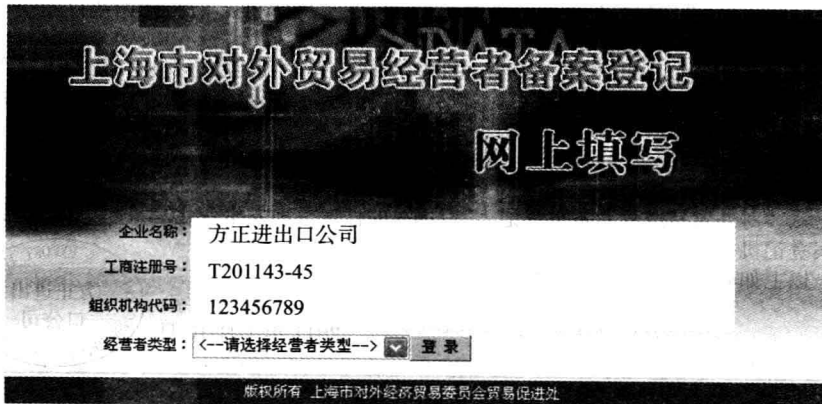 DATA
上海市对外贸易经营者备案登记
网上填写
企业名称：方正进出口公司
工商注册号：T201143-45
组织机构代码：123456789
经营者类型：<--请选择经营者类型--> 登 录
版权所有 上海市对外经济贸易委员会贸易促进处